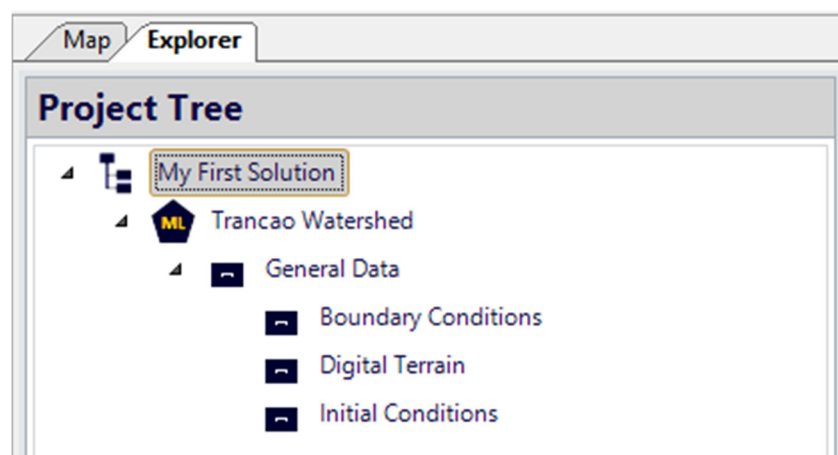 Map Explorer
Project Tree
My First Solution
ML Trancao Watershed
General Data
Boundary Conditions
Digital Terrain
Initial Conditions